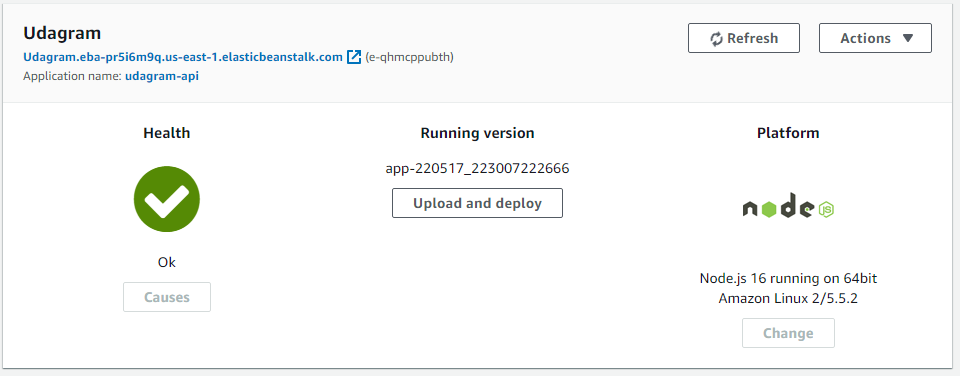 Udagram
Udagram.eba-pr5i6m9q.us-east-1.elasticbeanstalk.com (e-qhmcppubth)
Application name: udagram-api
Refresh
Actions
Health
Ok
Causes
Running version
app-220517_223007222666
Upload and deploy
Platform
node JS
Node.js 16 running on 64bit
Amazon Linux 2/5.5.2
Change